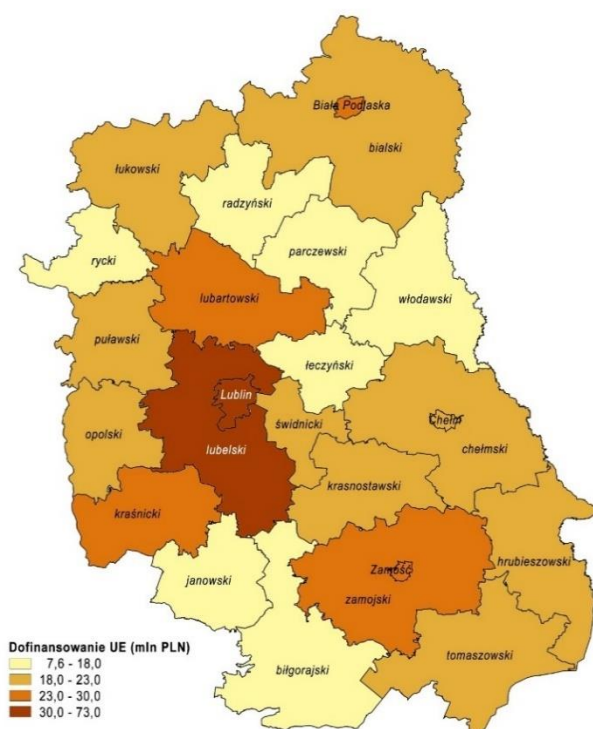 Biała Podlaska
bialski
łukowski
radzyński
parczewski
rycki
włodawski
lubartowski
puławski
łęczyński
Lublin
Chełm
opolski
świdnicki
lubelski
chełmski
krasnostawski
kraśnicki
hrubieszowski
Zamość
janowski
zamojski
tomaszowski
biłgorajski
Dofinansowanie UE (mln PLN)
7,6 - 18,0
18,0 - 23,0
23,0 - 30,0
30,0 - 73,0